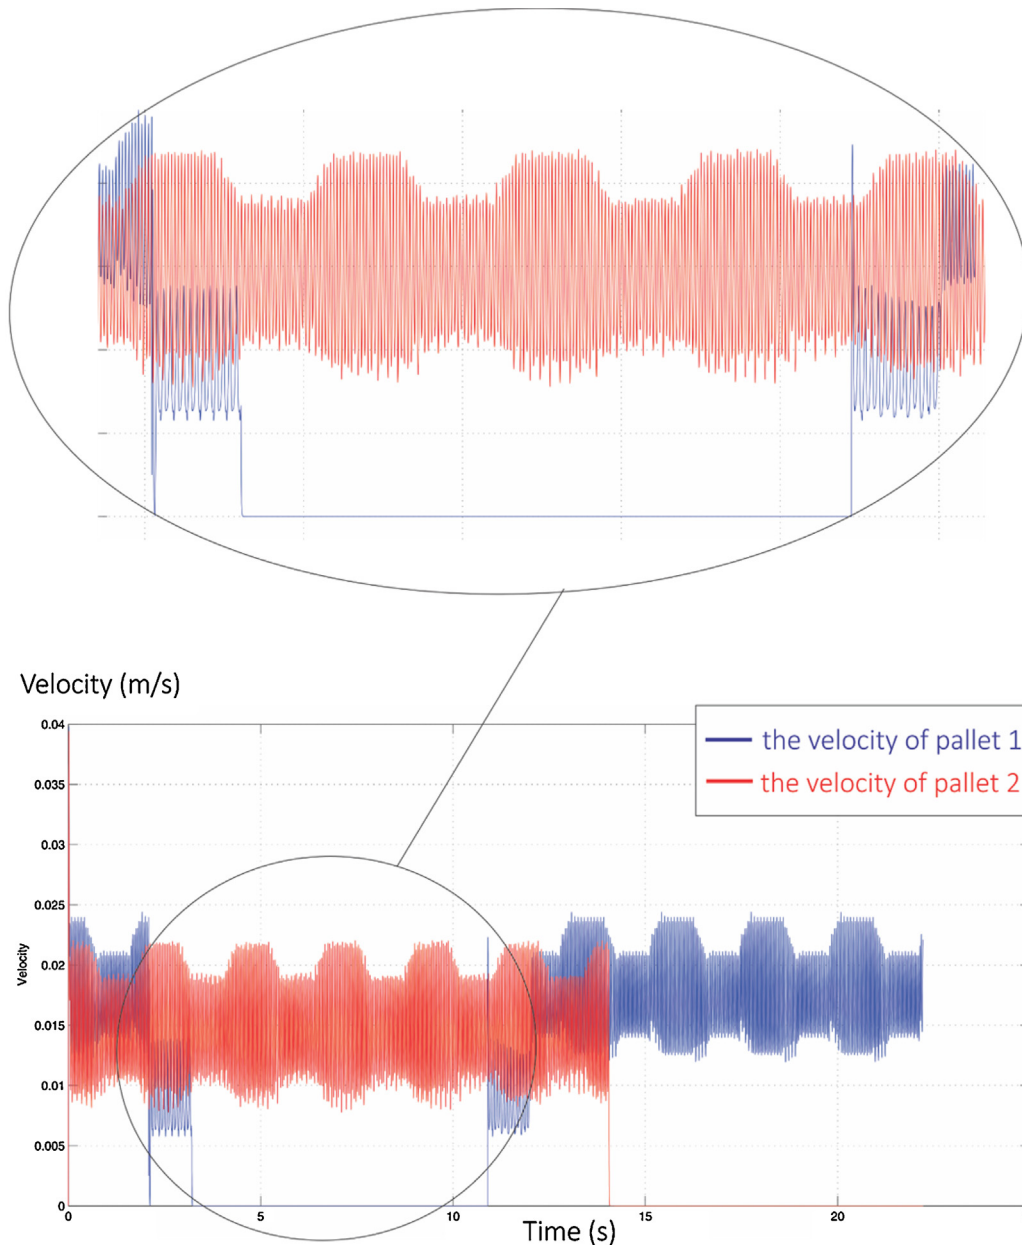 Velocity (m/s)
0.04
0.035
0.03
0.025
0.02
0.015
0.01
0.005
0
Velocity
the velocity of pallet 1
the velocity of pallet 2
0 5 10 15 20
Time (s)